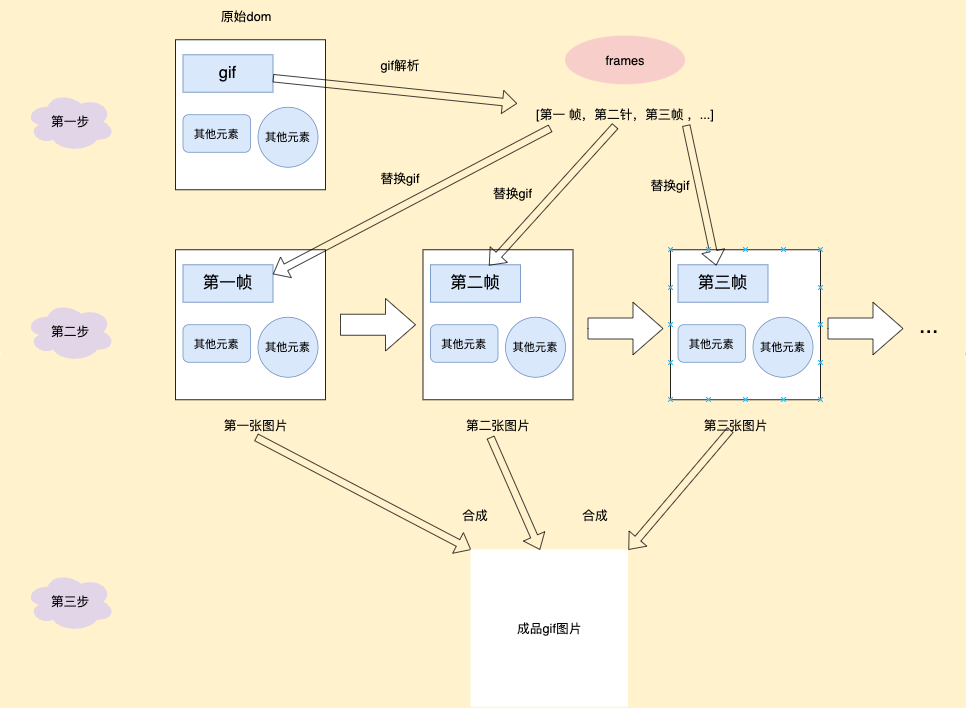 原始dom
gif
gif解析
frames
其他元素
其他元素
第一步
[第一 帧，第二针，第三帧 ，...]
替换gif
替换gif
替换gif
第一帧
第二帧
第三帧
第二步
其他元素
其他元素
其他元素
其他元素
其他元素
其他元素
...
第一张图片
第二张图片
第三张图片
合成
合成
第三步
成品gif图片